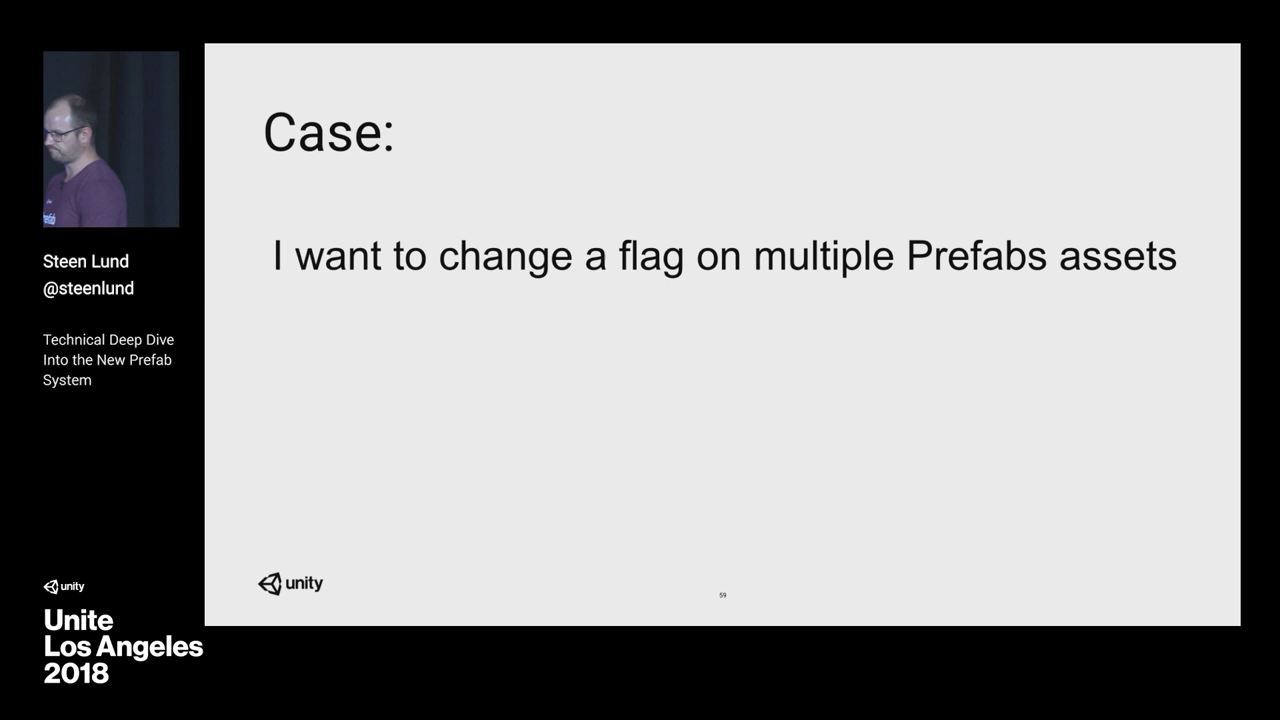 Case:
I want to change a flag on multiple Prefabs assets
unity
59
Steen Lund
@steenlund
Technical Deep Dive
Into the New Prefab
System
unity
Unite
Los Angeles
2018